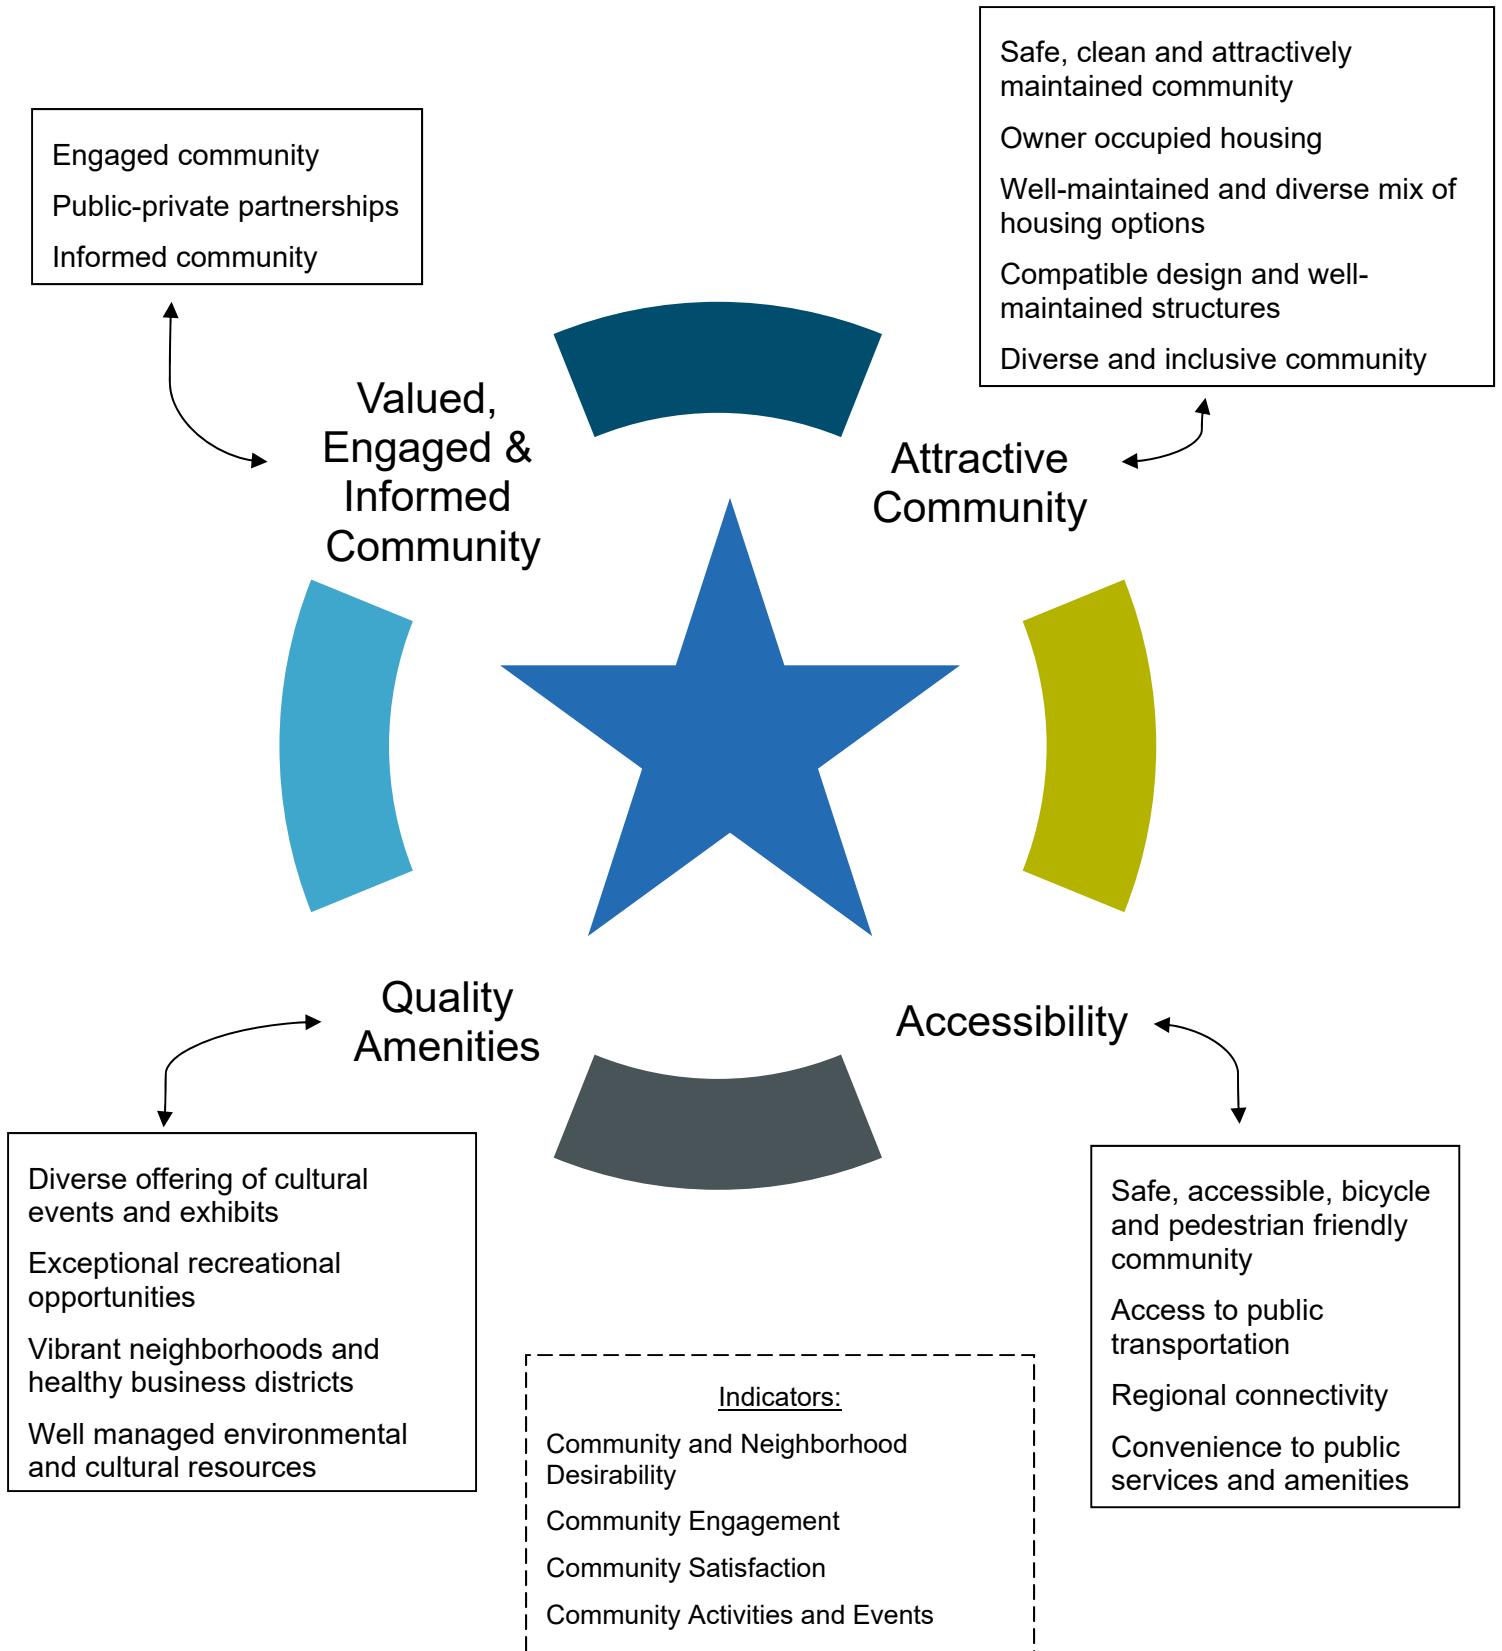 Safe, clean and attractively
maintained community
Owner occupied housing
Well-maintained and diverse mix of
housing options
Compatible design and well-
maintained structures
Diverse and inclusive community
Engaged community
Public-private partnerships
Informed community
Valued,
Engaged &
Informed
Community
Attractive
Community
Quality
Amenities
Accessibility
Diverse offering of cultural
events and exhibits
Exceptional recreational
opportunities
Vibrant neighborhoods and
healthy business districts
Well managed environmental
and cultural resources
Safe, accessible, bicycle
and pedestrian friendly
community
Access to public
transportation
Regional connectivity
Convenience to public
services and amenities
Indicators:
Community and Neighborhood
Desirability
Community Engagement
Community Satisfaction
Community Activities and Events